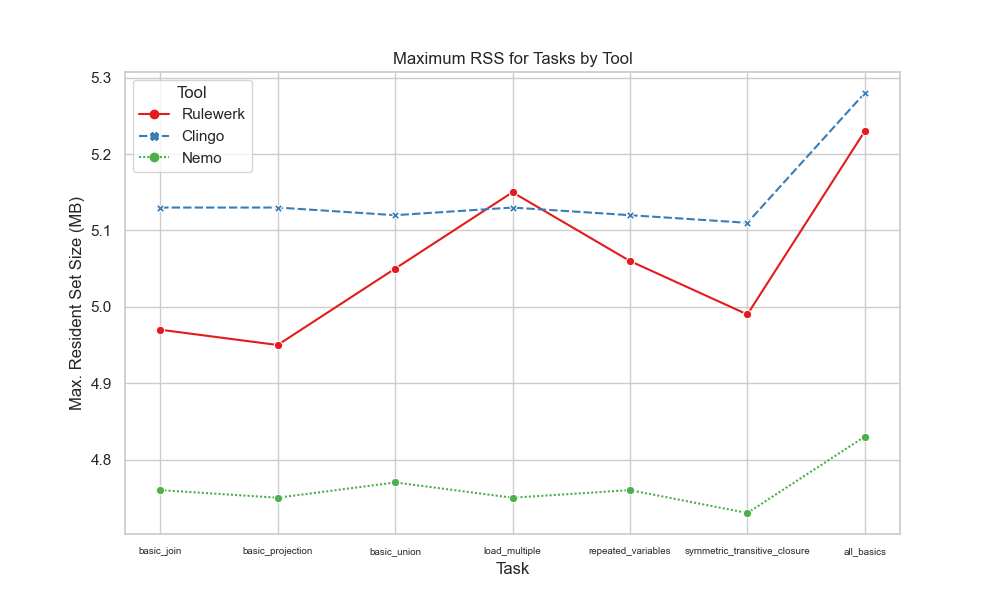 Maximum RSS for Tasks by Tool
Max. Resident Set Size (MB)
5.3
5.2
5.1
5.0
4.9
4.8
Tool
Rulewerk
Clingo
Nemo
basic_join basic_projection basic_union load_multiple repeated_variables symmetric_transitive_closure all_basics
Task